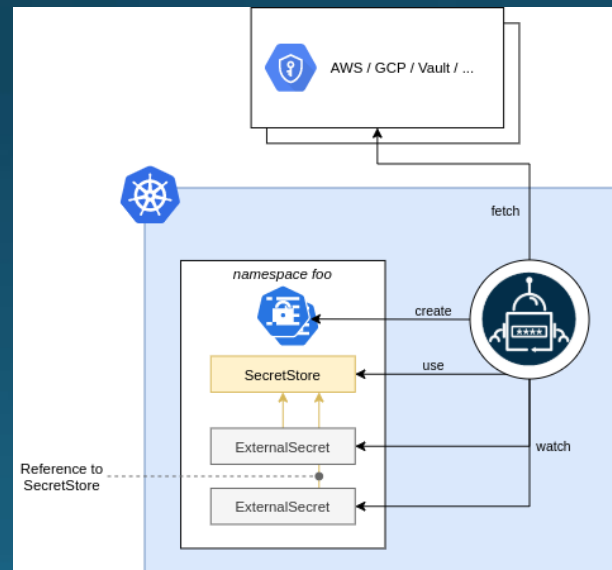 AWS / GCP / Vault / ...
fetch
namespace foo
create
****
SecretStore
use
ExternalSecret
watch
Reference to
SecretStore
ExternalSecret